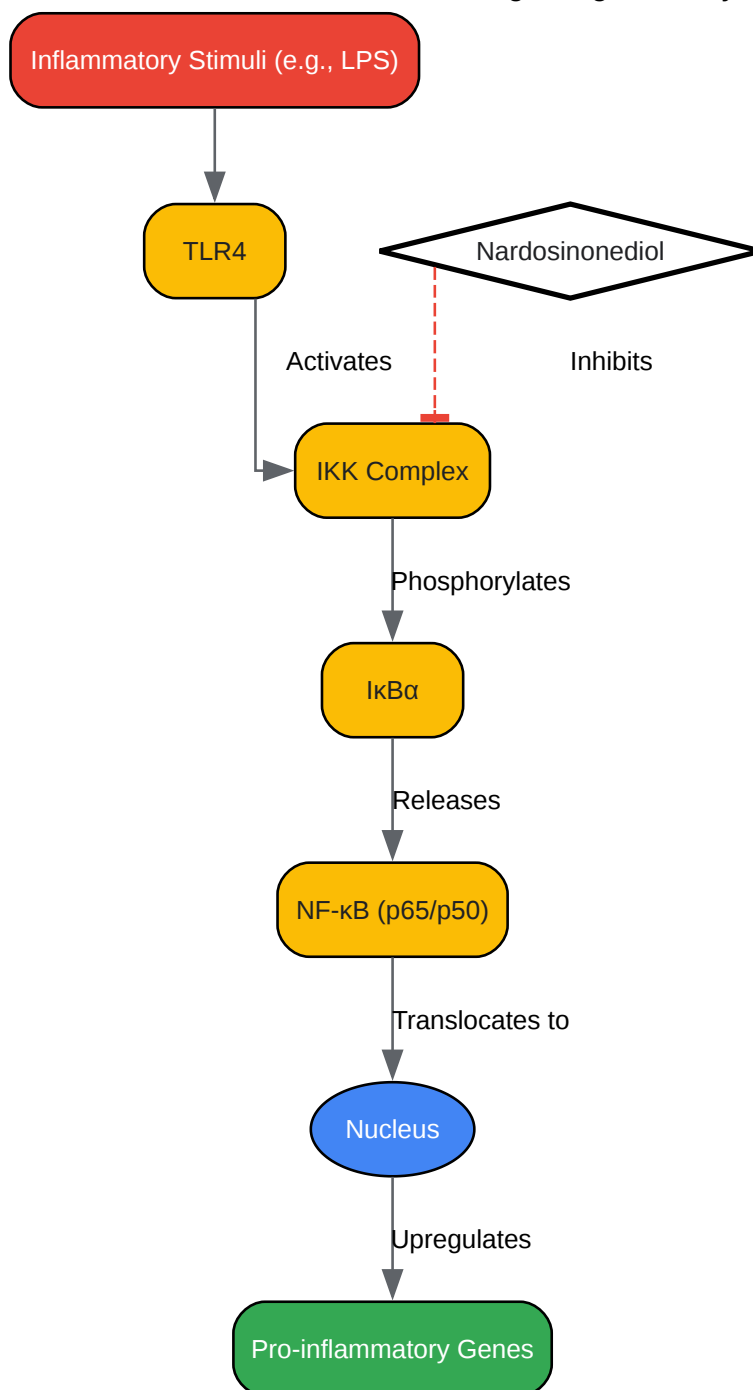 Inflammatory Stimuli (e.g., LPS)
TLR4
Nardosinonediol
Activates
Inhibits
IKK Complex
Phosphorylates
IκBα
Releases
NF-κB (p65/p50)
Translocates to
Nucleus
Upregulates
Pro-inflammatory Genes